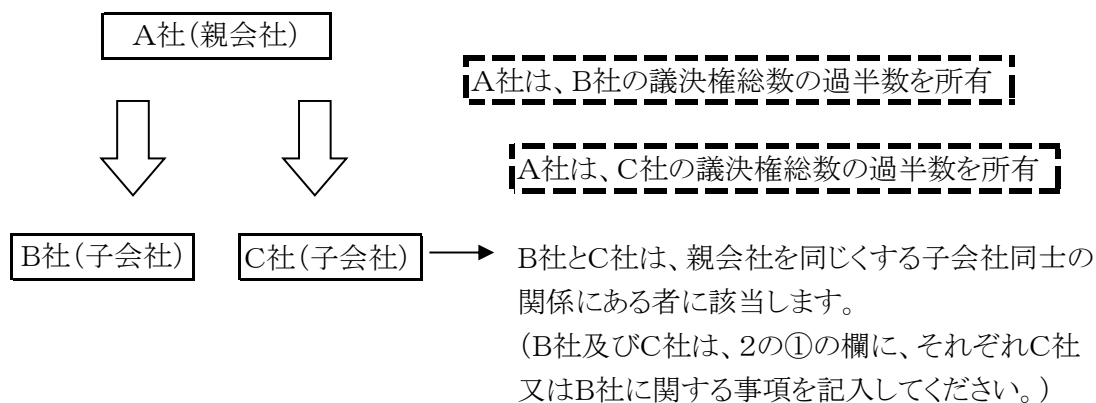 A社(親会社)
A社は、B社の議決権総数の過半数を所有
A社は、C社の議決権総数の過半数を所有
B社(子会社)
C社(子会社)
B社とC社は、親会社を同じくする子会社同士の
関係にある者に該当します。
(B社及びC社は、2の①の欄に、それぞれC社
又はB社に関する事項を記入してください。)